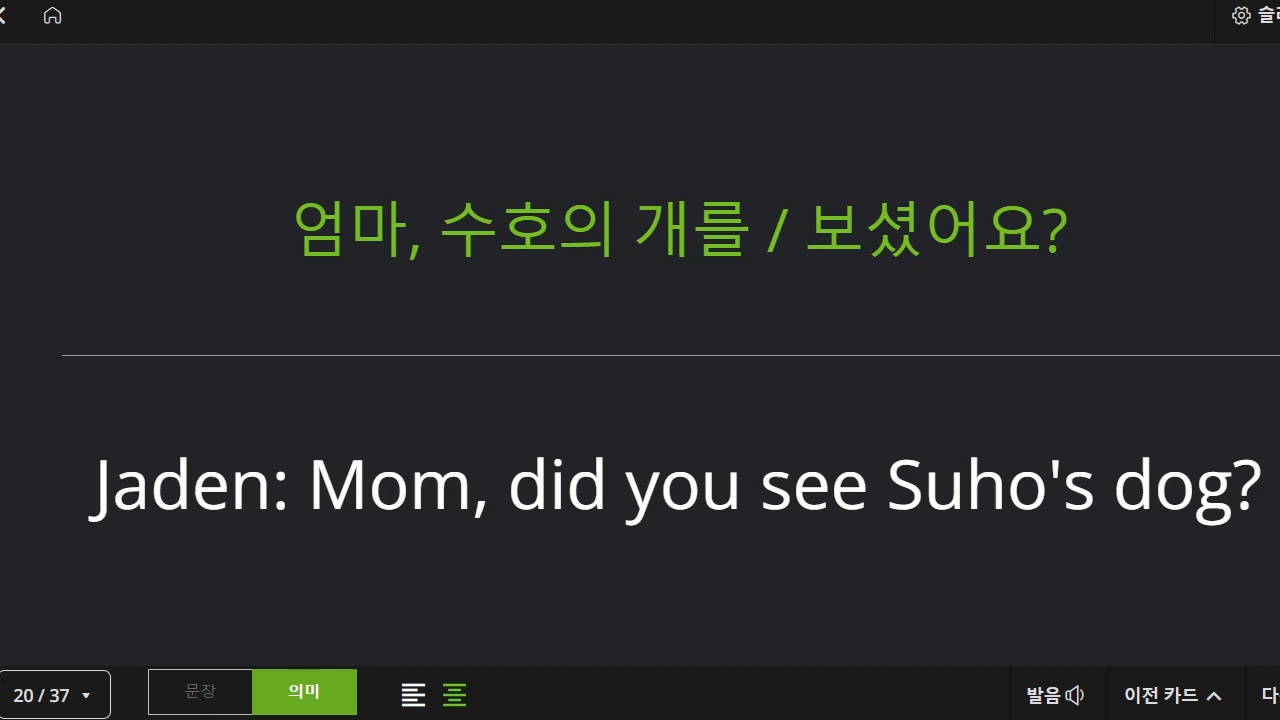 엄마, 수호의 개를 / 보셨어요?
Jaden: Mom, did you see Suho's dog?
20 / 37
문장
의미
발음
이전 카드